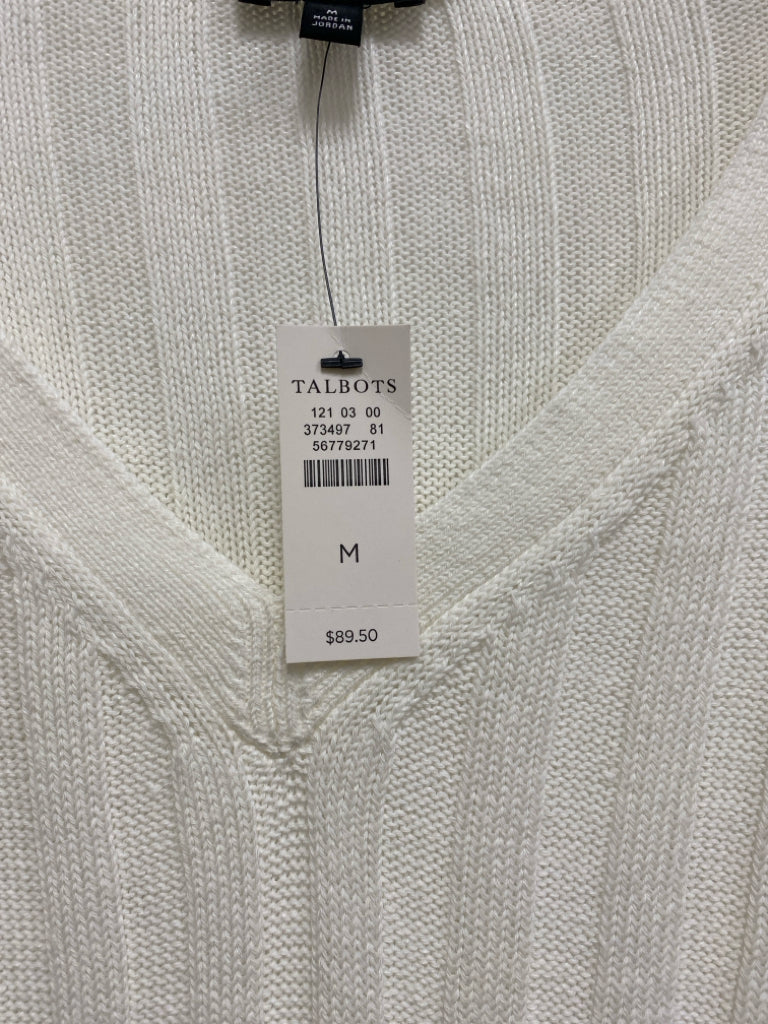 M
MADE IN
JORDAN
TALBOTS
121 03 00
373497 81
56779271
M
$89.50